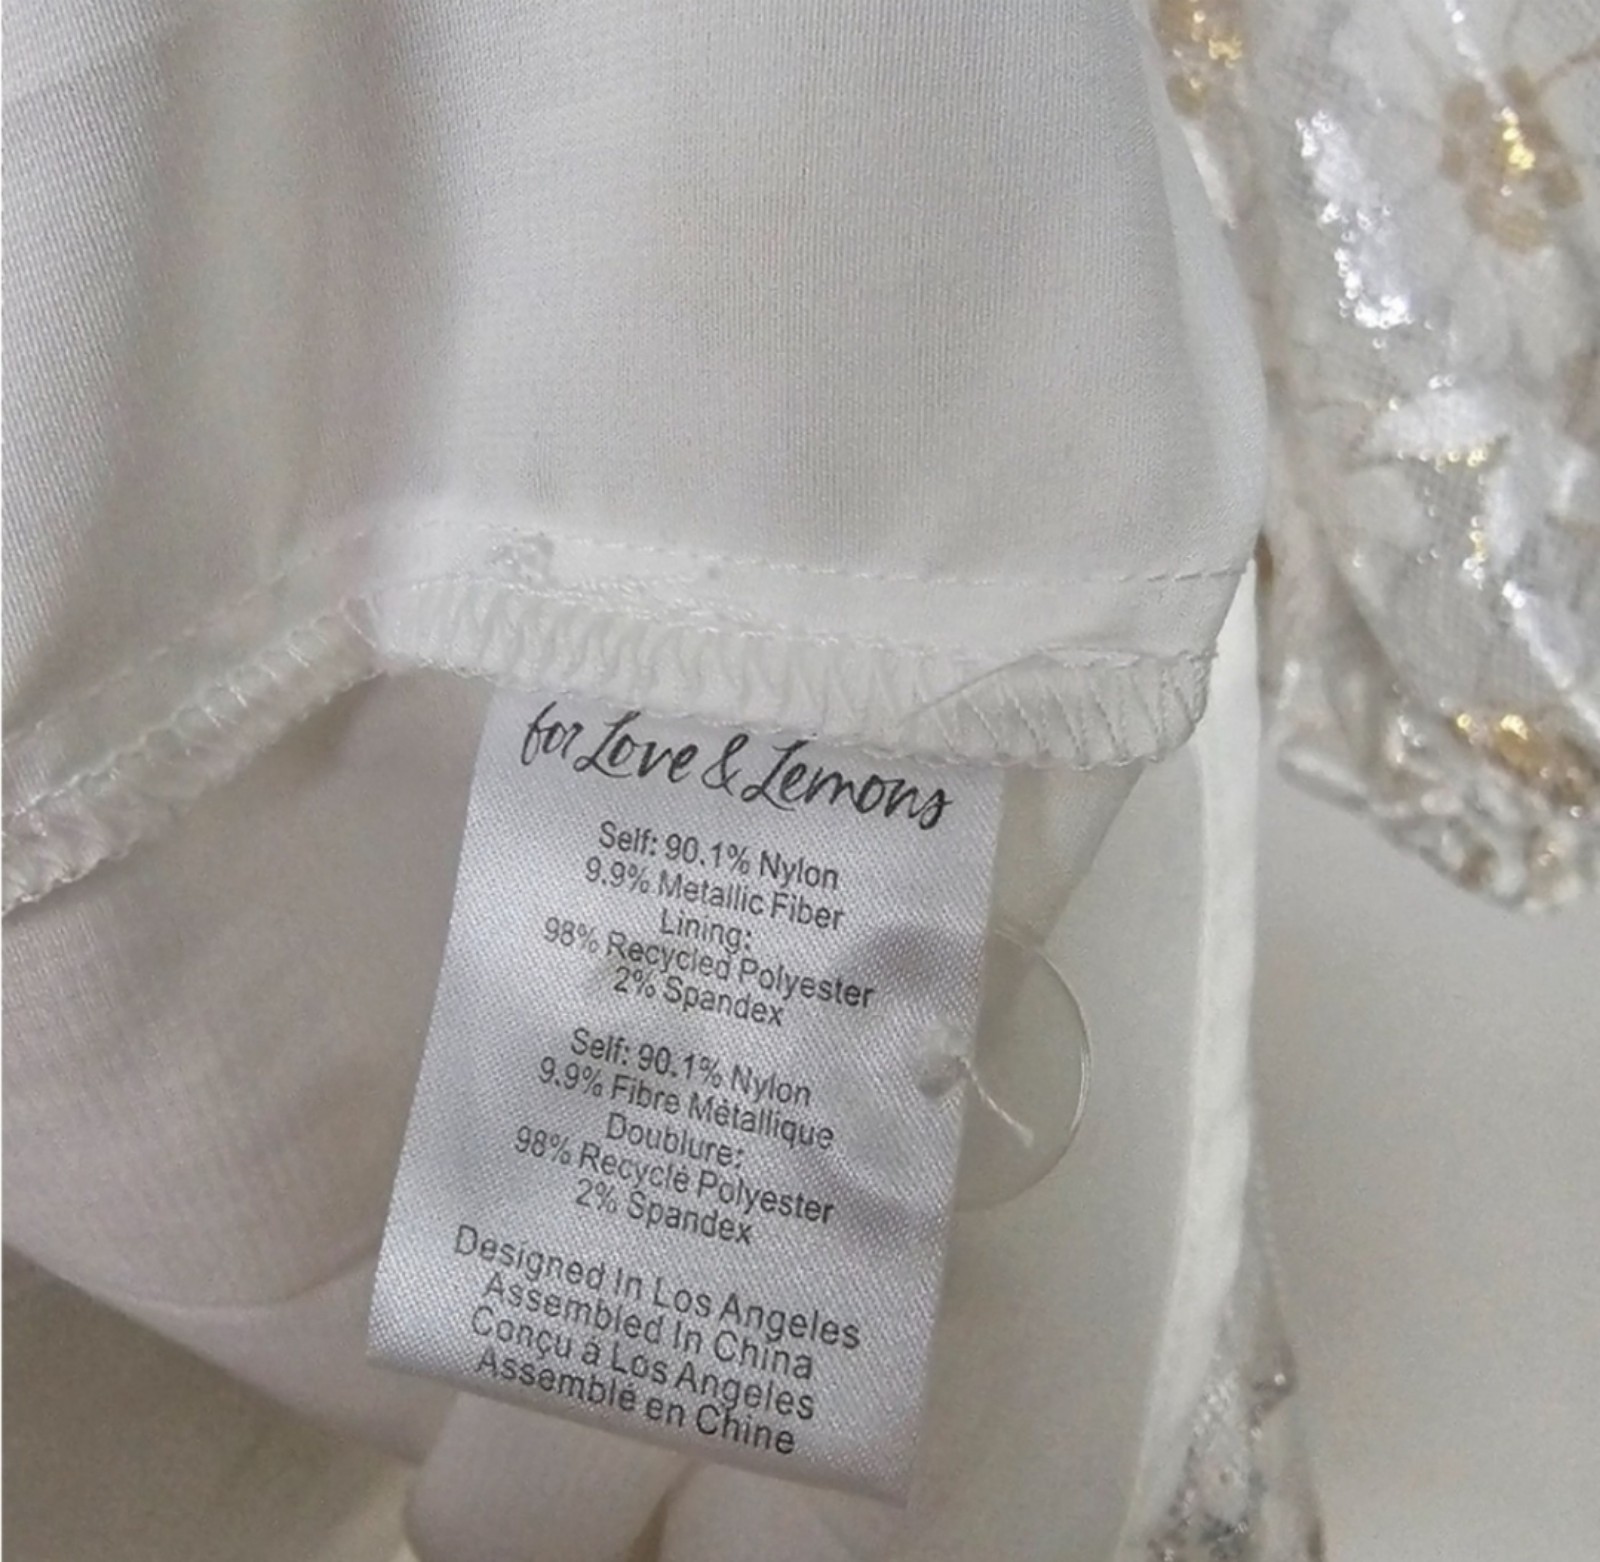 for Love & Lemons
Self: 90.1% Nylon
9.9% Metallic Fiber
Lining:
98% Recycled Polyester
2% Spandex
Self: 90.1% Nylon
9.9% Fibre Métallique
Doublure:
98% Recyclé Polyester
2% Spandex
Designed In Los Angeles
Assembled In China
Conçu á Los Angeles
Assemblé en Chine